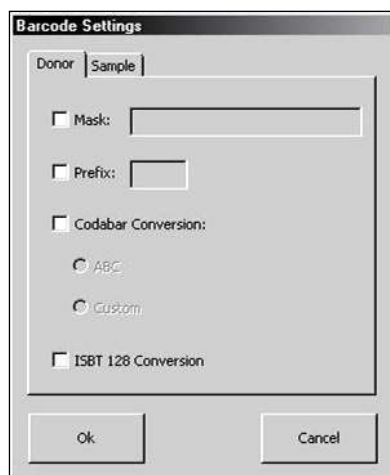 Barcode Settings
Donor Sample
Mask:
Prefix:
Codabar Conversion:
ABC
Custom
ISBT 128 Conversion
Ok Cancel